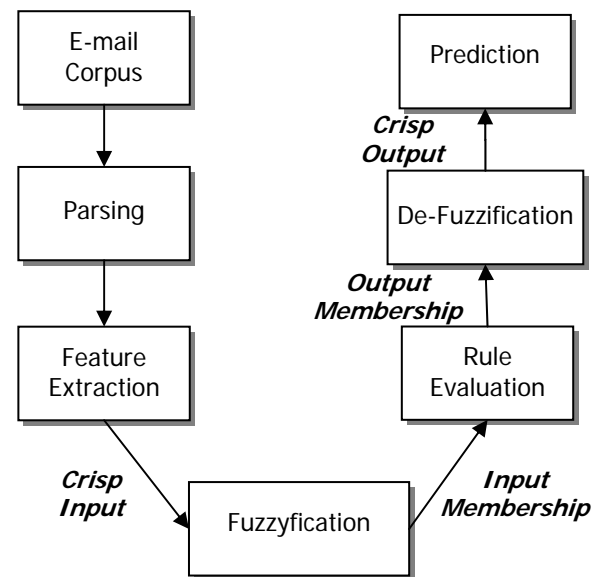 E-mail
Corpus
Parsing
Feature
Extraction
Crisp
Input
Fuzzyfication
Input
Membership
Rule
Evaluation
Output
Membership
De-Fuzzification
Crisp
Output
Prediction